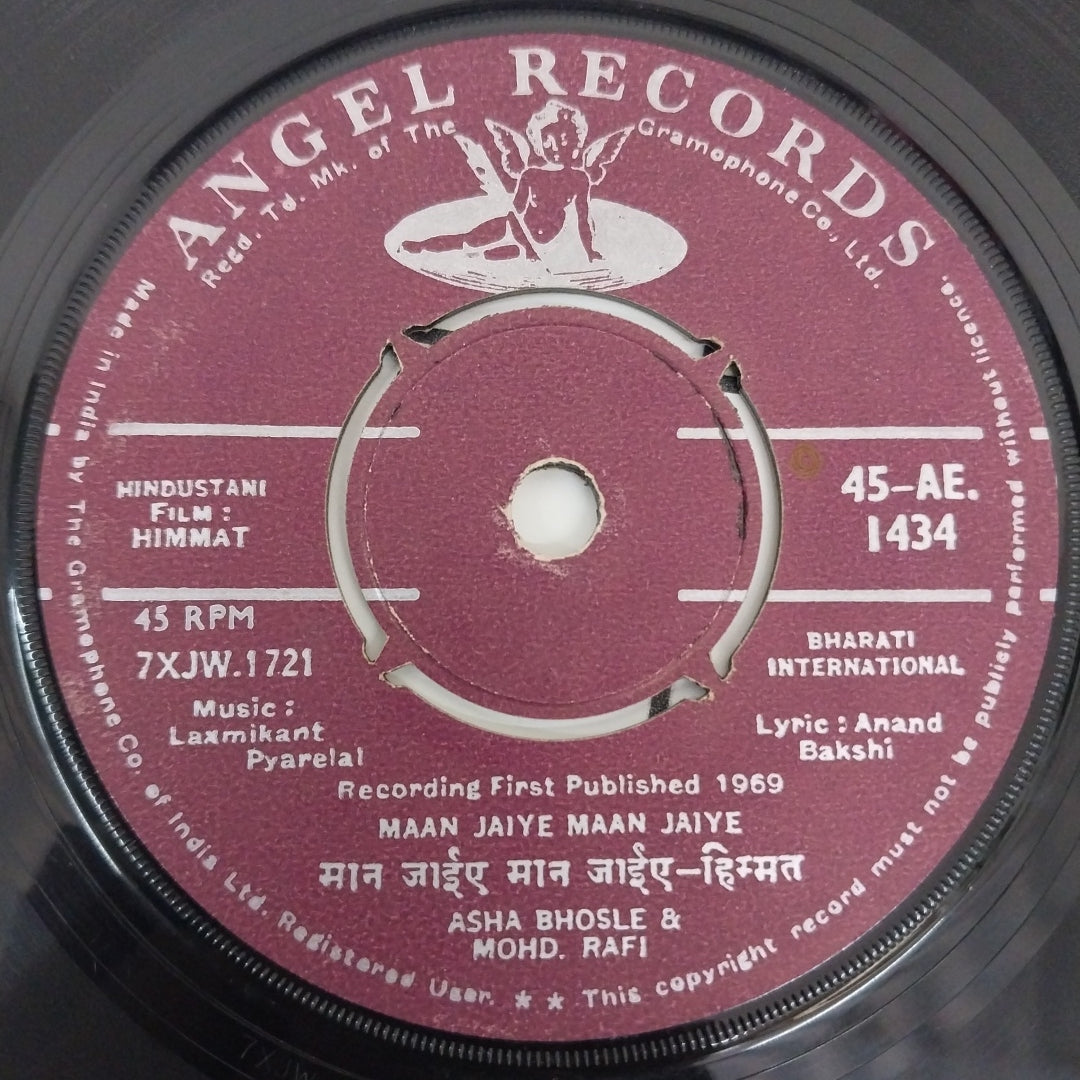 ANGEL RECORDS
Regd. Td. Mk. of The Gramophone Co., Ltd.
HINDUSTANI
FILM :
HIMMAT
45-AE.
1434
45 RPM
7XJW.1721
BHARATI
INTERNATIONAL
Music :
Laxmikant
Pyarelal
Lyric : Anand
Bakshi
Recording First Published 1969
MAAN JAIYE MAAN JAIYE
मान जाईए मान जाईए-हिम्मत
ASHA BHOSLE &
MOHD. RAFI
Made in India by The Gramophone Co. of India Ltd. Registered User. ★ ★ This copyright record must not be publicly performed without licence.